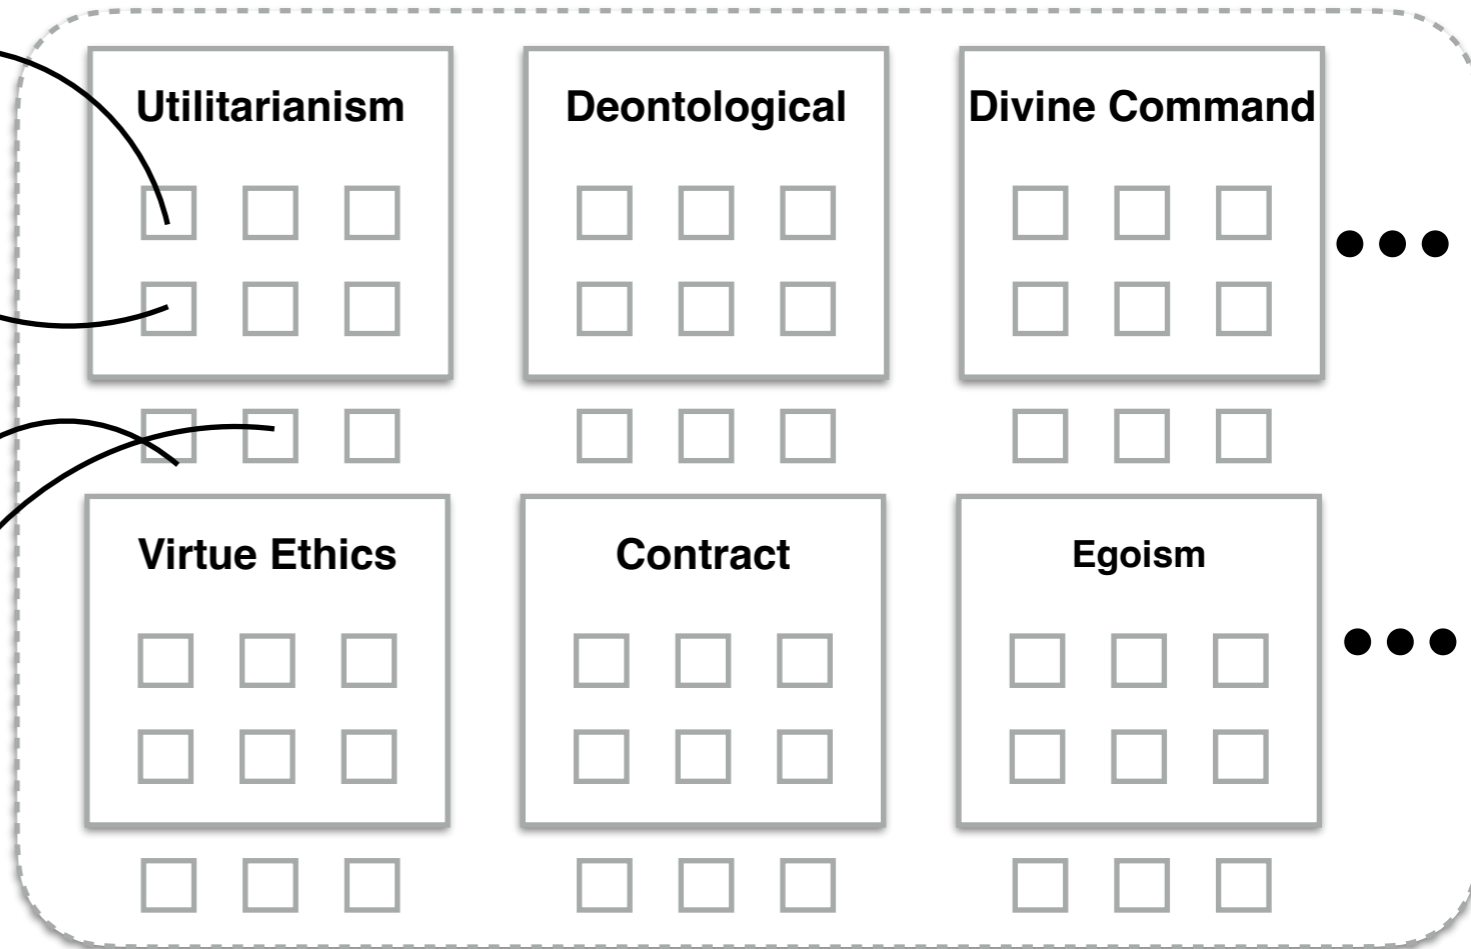 Utilitarianism
Deontological
Divine Command
Virtue Ethics
Contract
Egoism